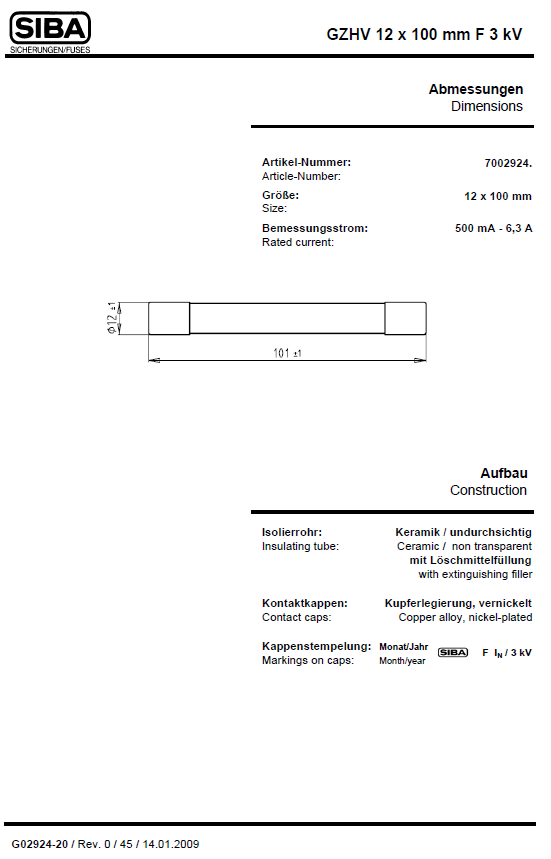 SIBA
SICHERUNGEN/FUSES
GZHV 12 x 100 mm F 3 kV
Abmessungen
Dimensions
Artikel-Nummer: 7002924.
Article-Number:
Größe: 12 x 100 mm
Size:
Bemessungsstrom: 500 mA - 6,3 A
Rated current:
ϕ12 ±1
101 ±1
Aufbau
Construction
Isolierrohr: Keramik / undurchsichtig
Insulating tube: Ceramic / non transparent
mit Löschmittelfüllung
with extinguishing filler
Kontaktkappen: Kupferlegierung, vernickelt
Contact caps: Copper alloy, nickel-plated
Kappenstempelung: Monat/Jahr SIBA F IN / 3 kV
Markings on caps: Month/year
G02924-20 / Rev. 0 / 45 / 14.01.2009